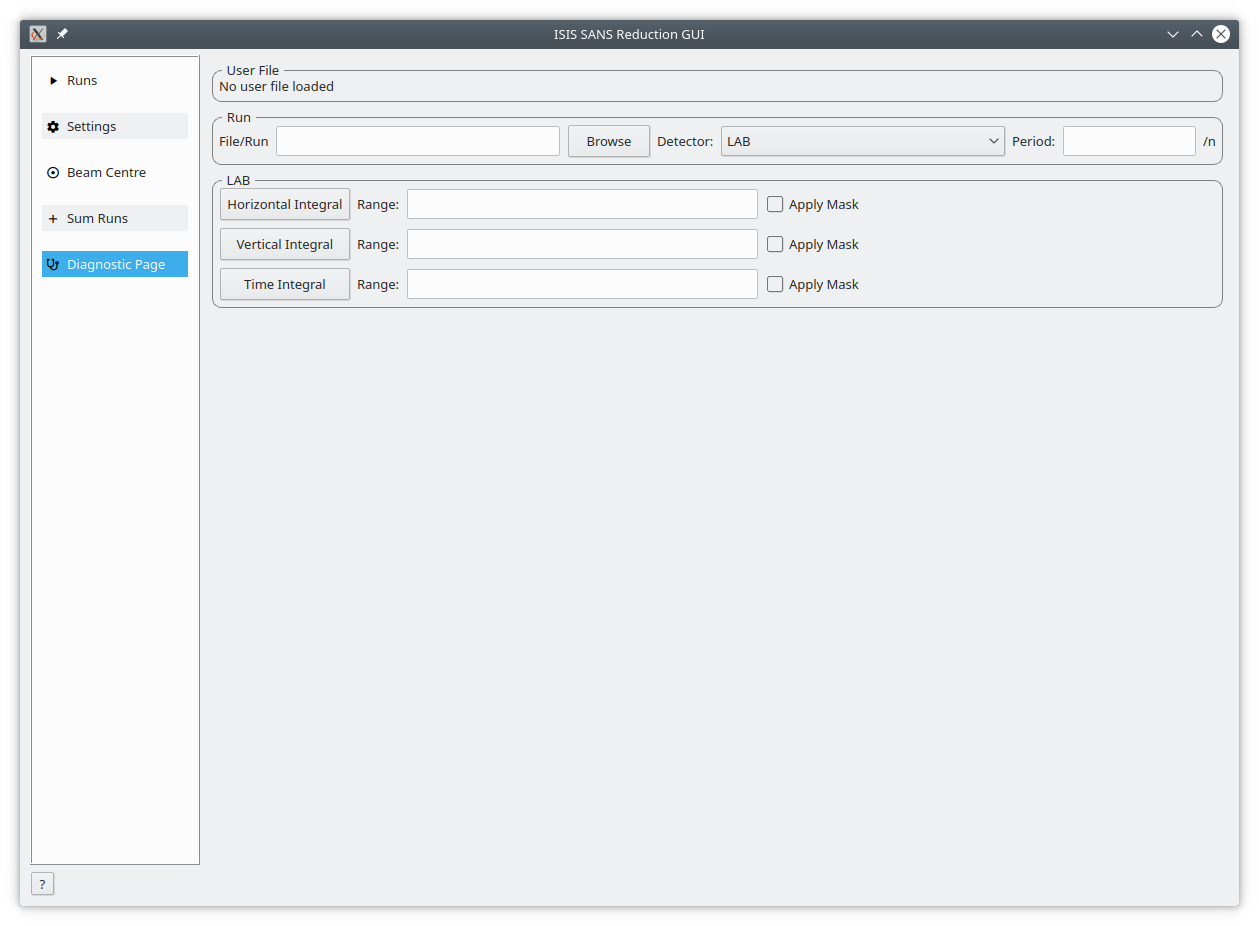 ISIS SANS Reduction GUI
Runs
Settings
Beam Centre
Sum Runs
Diagnostic Page
User File
No user file loaded
Run
File/Run Browse Detector: LAB Period: /n
LAB
Horizontal Integral Range: Apply Mask
Vertical Integral Range: Apply Mask
Time Integral Range: Apply Mask
?